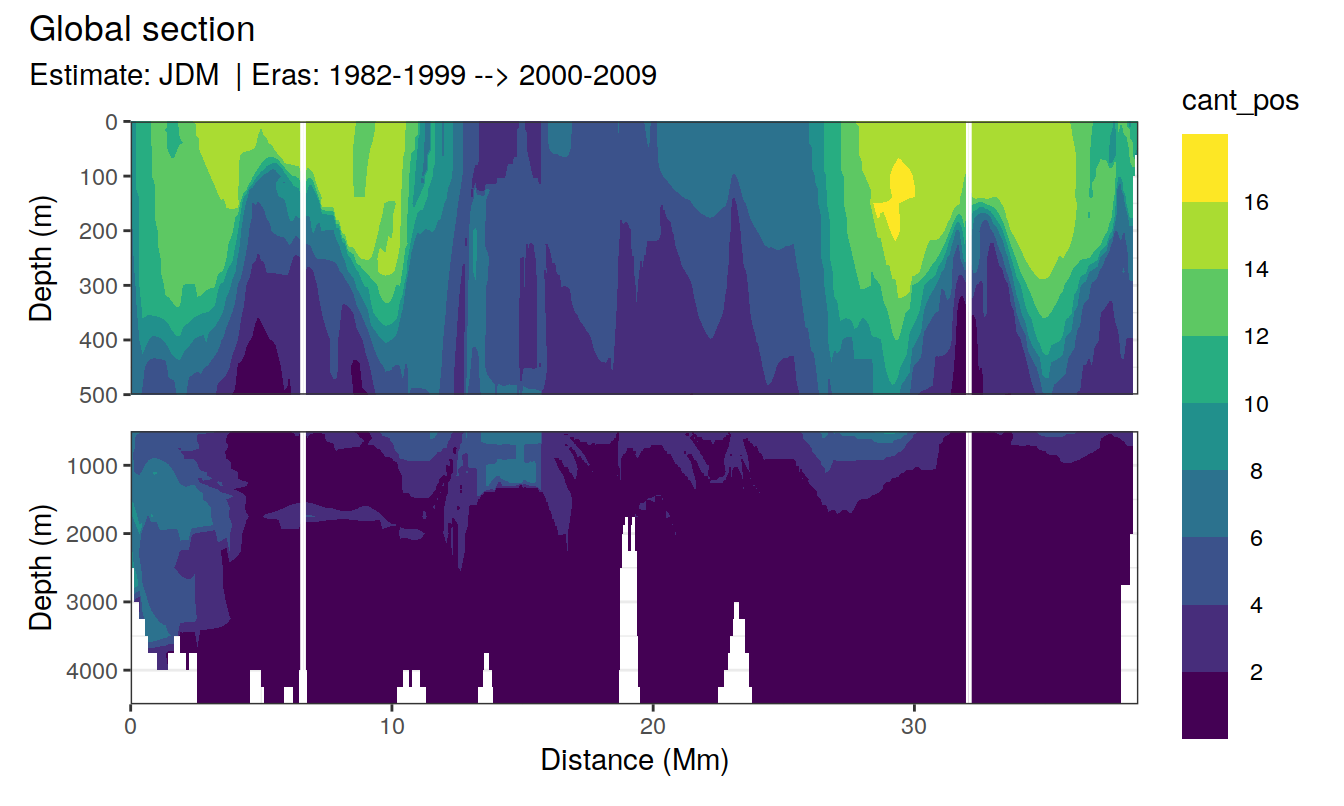 Global section
Estimate: JDM | Eras: 1982-1999 --> 2000-2009
cant_pos
0
100
200
300
400
500
Depth (m)
1000
2000
3000
4000
Depth (m)
0 10 20 30
Distance (Mm)
16
14
12
10
8
6
4
2